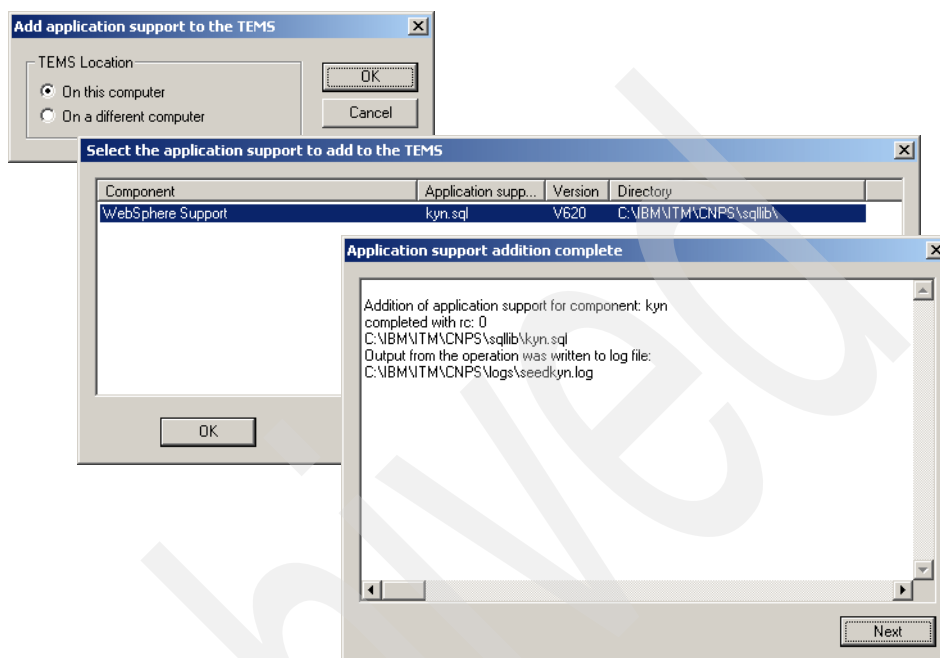 Add application support to the TEMS
TEMS Location
On this computer
On a different computer
OK
Cancel
Select the application support to add to the TEMS
Component Application supp... Version Directory
WebSphere Support kyn.sql V620 C:\IBM\ITM\CNPS\sqllib\
OK
Application support addition complete
Addition of application support for component: kyn
completed with rc: 0
C:\IBM\ITM\CNPS\sqllib\kyn.sql
Output from the operation was written to log file:
C:\IBM\ITM\CNPS\logs\seedkyn.log
Next
hived